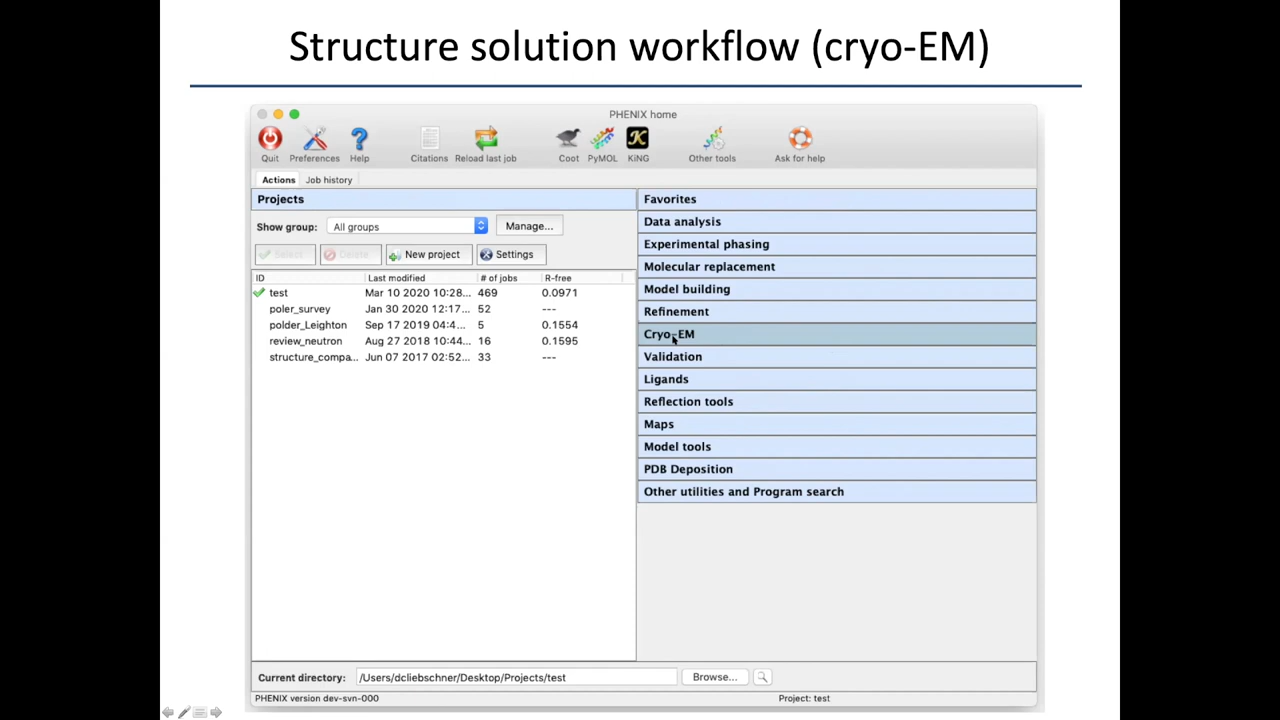 Structure solution workflow (cryo-EM)
PHENIX home
Quit Preferences Help Citations Reload last job Coot PyMOL KiNG Other tools Ask for help
Actions Job history
Projects
Show group: All groups Manage...
Select Delete New project Settings
ID Last modified # of jobs R-free
test Mar 10 2020 10:28... 469 0.0971
poler_survey Jan 30 2020 12:17... 52 ---
polder_Leighton Sep 17 2019 04:4... 5 0.1554
review_neutron Aug 27 2018 10:44... 16 0.1595
structure_compa... Jun 07 2017 02:52... 33 ---
Favorites
Data analysis
Experimental phasing
Molecular replacement
Model building
Refinement
Cryo-EM
Validation
Ligands
Reflection tools
Maps
Model tools
PDB Deposition
Other utilities and Program search
Current directory: /Users/dcliebschner/Desktop/Projects/test Browse...
PHENIX version dev-svn-000 Project: test